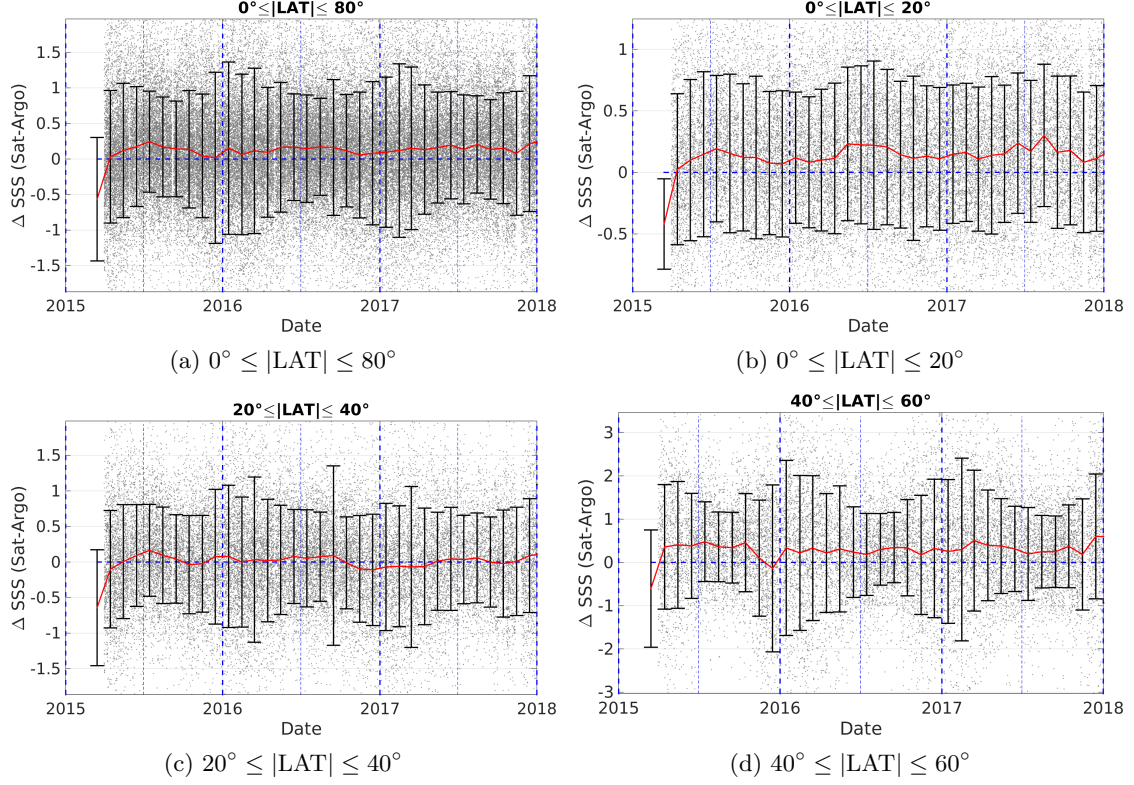 0°≤|LAT|≤ 80°
1.5
1
0.5
0
-0.5
-1
-1.5
Δ SSS (Sat-Argo)
2015 2016 2017 2018
Date
(a) 0° ≤ |LAT| ≤ 80°
0°≤|LAT|≤ 20°
1
0.5
0
-0.5
Δ SSS (Sat-Argo)
2015 2016 2017 2018
Date
(b) 0° ≤ |LAT| ≤ 20°
20°≤|LAT|≤ 40°
1.5
1
0.5
0
-0.5
-1
-1.5
Δ SSS (Sat-Argo)
2015 2016 2017 2018
Date
(c) 20° ≤ |LAT| ≤ 40°
40°≤|LAT|≤ 60°
3
2
1
0
-1
-2
-3
Δ SSS (Sat-Argo)
2015 2016 2017 2018
Date
(d) 40° ≤ |LAT| ≤ 60°